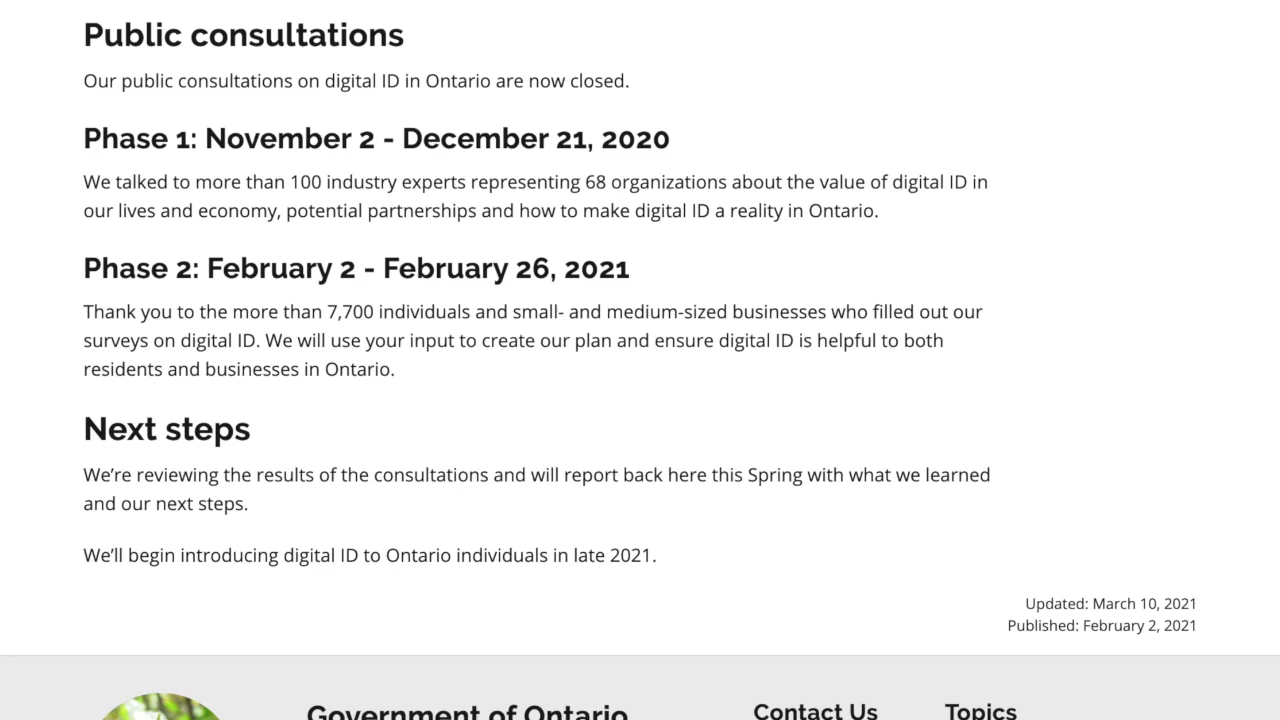 Public consultations
Our public consultations on digital ID in Ontario are now closed.
Phase 1: November 2 - December 21, 2020
We talked to more than 100 industry experts representing 68 organizations about the value of digital ID in
our lives and economy, potential partnerships and how to make digital ID a reality in Ontario.
Phase 2: February 2 - February 26, 2021
Thank you to the more than 7,700 individuals and small- and medium-sized businesses who filled out our
surveys on digital ID. We will use your input to create our plan and ensure digital ID is helpful to both
residents and businesses in Ontario.
Next steps
We’re reviewing the results of the consultations and will report back here this Spring with what we learned
and our next steps.
We’ll begin introducing digital ID to Ontario individuals in late 2021.
Updated: March 10, 2021
Published: February 2, 2021
Government of Ontario Contact Us Topics